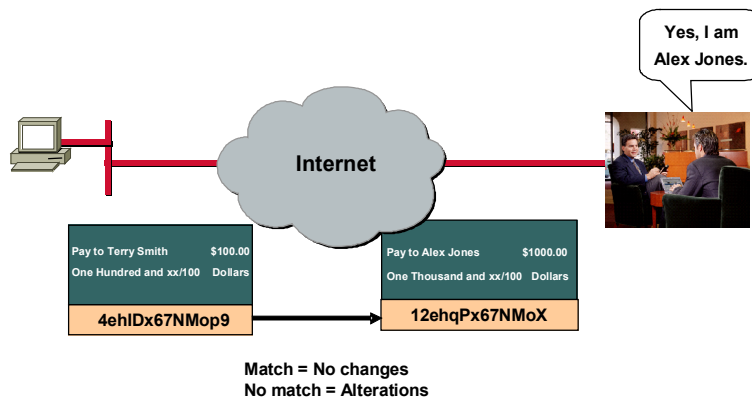 Yes, I am
Alex Jones.
Internet
Pay to Terry Smith $100.00
One Hundred and xx/100 Dollars
4ehIDx67NMop9
Pay to Alex Jones $1000.00
One Thousand and xx/100 Dollars
12ehqPx67NMoX
Match = No changes
No match = Alterations